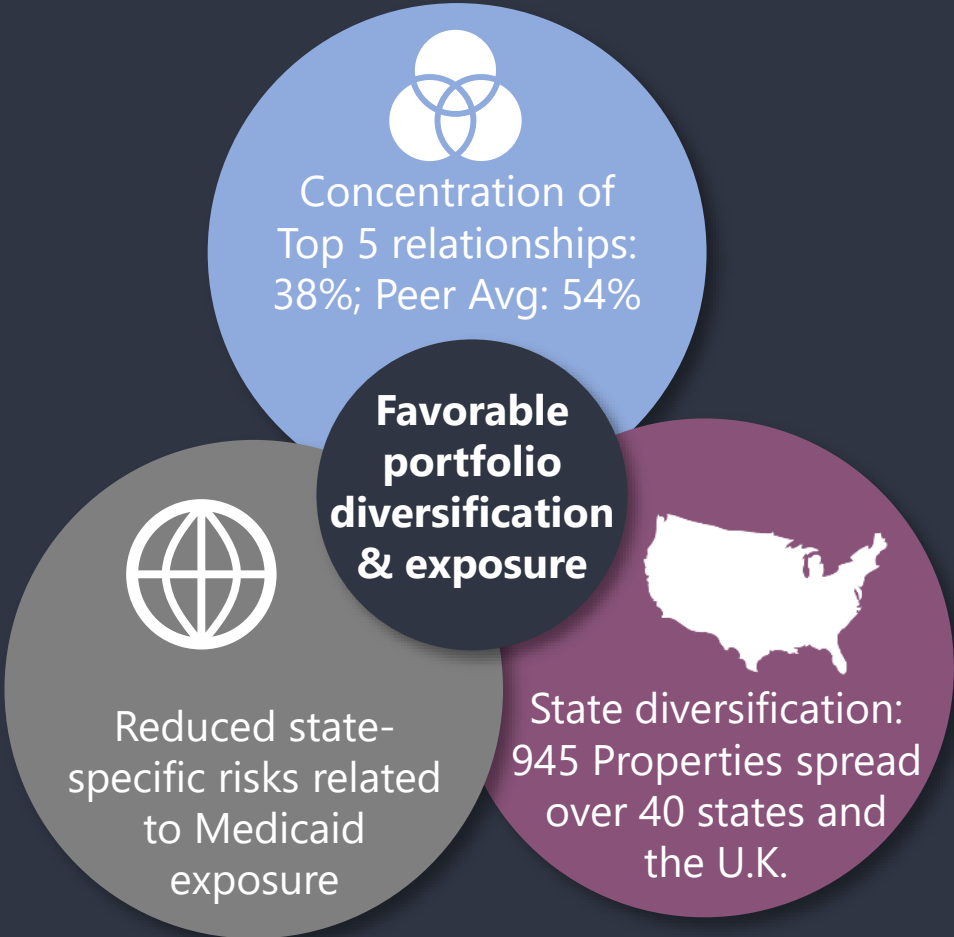 Concentration of
Top 5 relationships:
38%; Peer Avg: 54%
Favorable
portfolio
diversification
& exposure
Reduced state-
specific risks related
to Medicaid
exposure
State diversification:
945 Properties spread
over 40 states and
the U.K.